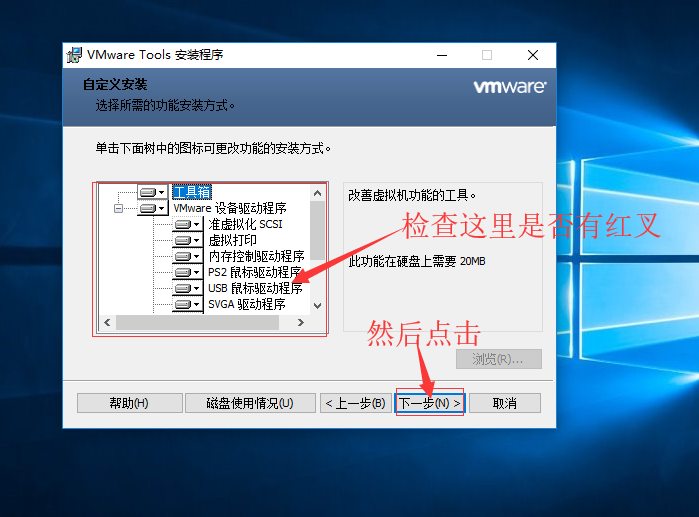 VMware Tools 安装程序
自定义安装
选择所需的功能安装方式。
vmware
单击下面树中的图标可更改功能的安装方式。
工具箱
VMware 设备驱动程序
准虚拟化 SCSI
虚拟打印
内存控制驱动程序
PS2 鼠标驱动程序
USB 鼠标驱动程序
SVGA 驱动程序
改善虚拟机功能的工具。
检查这里是否有红叉
此功能在硬盘上需要 20MB
然后点击
浏览(R)...
帮助(H)
磁盘使用情况(U)
< 上一步(B)
下一步(N) >
取消